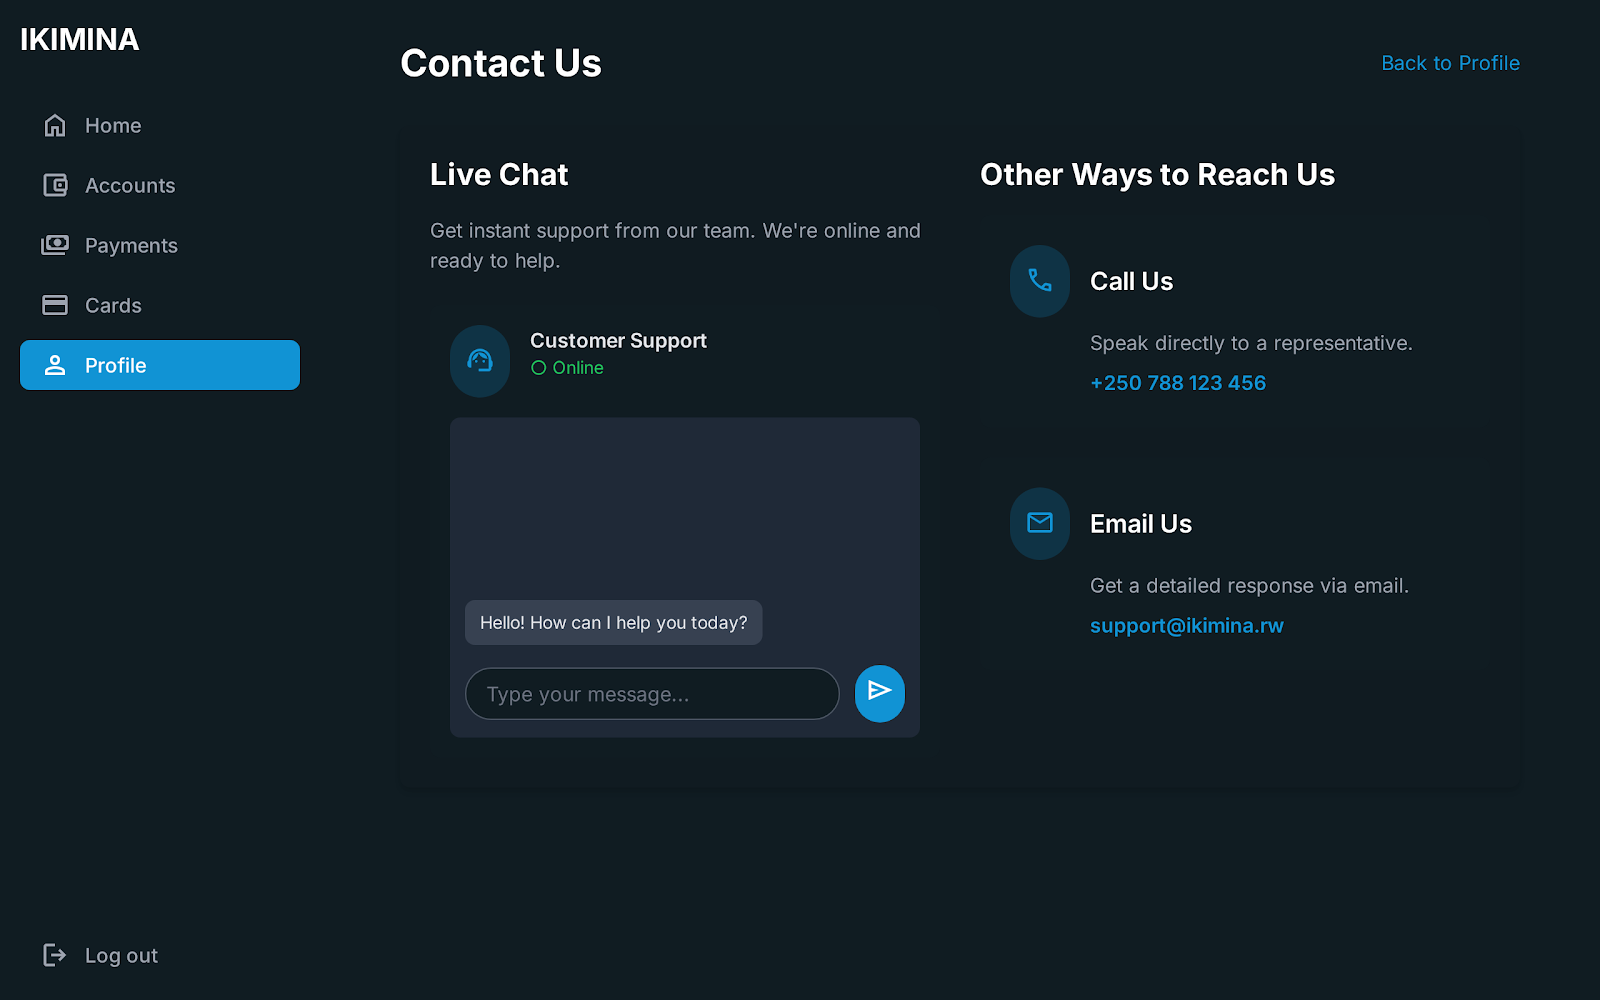 IKIMINA
Home
Accounts
Payments
Cards
Profile
Log out
Contact Us
Back to Profile
Live Chat
Get instant support from our team. We're online and
ready to help.
Customer Support
Online
Hello! How can I help you today?
Type your message...
Other Ways to Reach Us
Call Us
Speak directly to a representative.
+250 788 123 456
Email Us
Get a detailed response via email.
support@ikimina.rw